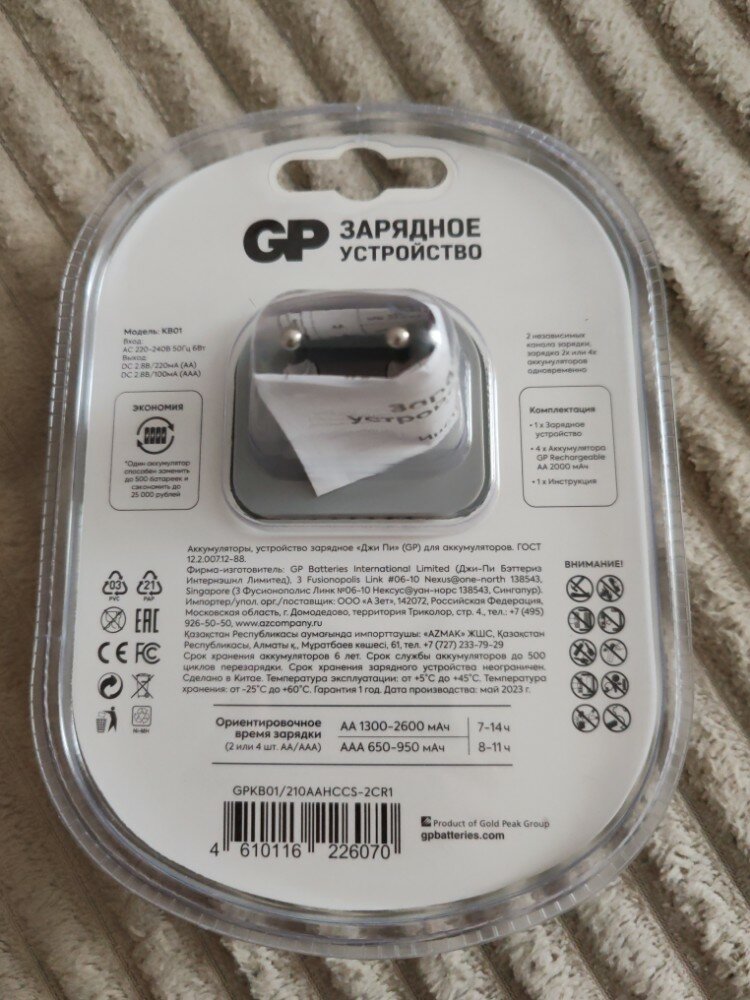 GP ЗАРЯДНОЕ
УСТРОЙСТВО
Модель: KB01
Вход:
AC 220-240В 50Гц 6Вт
Выход:
DC 2.8В/220мА (АА)
DC 2.8В/100мА (ААА)
2 независимых
канала зарядки,
зарядка 2х или 4х
аккумуляторов
одновременно
ЭКОНОМИЯ
*Один аккумулятор
способен заменить
до 500 батареек и
сэкономить до
25 000 рублей
Комплектация
• 1 x Зарядное
устройство
• 4 x Аккумулятора
GP Rechargeable
AA 2000 мАч
• 1 x Инструкция
Аккумуляторы, устройство зарядное «Джи Пи» (GP) для аккумуляторов. ГОСТ
12.2.007.12-88.
Фирма-изготовитель: GP Batteries International Limited (Джи-Пи Бэттериз
Интернэшнл Лимитед), 3 Fusionopolis Link #06-10 Nexus@one-north 138543,
Singapore (3 Фусионополис Линк №06-10 Нексус@уан-норс 138543, Сингапур).
Импортер/упол. орг./поставщик: ООО «А Зет», 142072, Российская Федерация,
Московская область, г. Домодедово, территория Триколор, стр. 4., тел.: +7 (495)
926-50-50, www.azcompany.ru
Қазақстан Республикасы аумағында импорттаушы: «AZMAK» ЖШС, Қазақстан
Республикасы, Алматы қ., Мұратбаев көшесі, 61, тел. +7 (727) 233-79-29
Срок хранения аккумуляторов 6 лет. Срок службы аккумуляторов до 500
циклов перезарядки. Срок хранения зарядного устройства неограничен.
Сделано в Китае. Температура эксплуатации: от +5°C до +45°C. Температура
хранения: от -25°C до +60°C. Гарантия 1 год. Дата производства: май 2023 г.
03
PVC
21
PAP
EAC
CE FC
Ni-MH
ВНИМАНИЕ!
Ориентировочное
время зарядки
(2 или 4 шт. АА/ААА)
АА 1300-2600 мАч 7-14 ч
ААА 650-950 мАч 8-11 ч
GPKB01/210AAHCCS-2CR1
4 610116 226070
Product of Gold Peak Group
gpbatteries.com